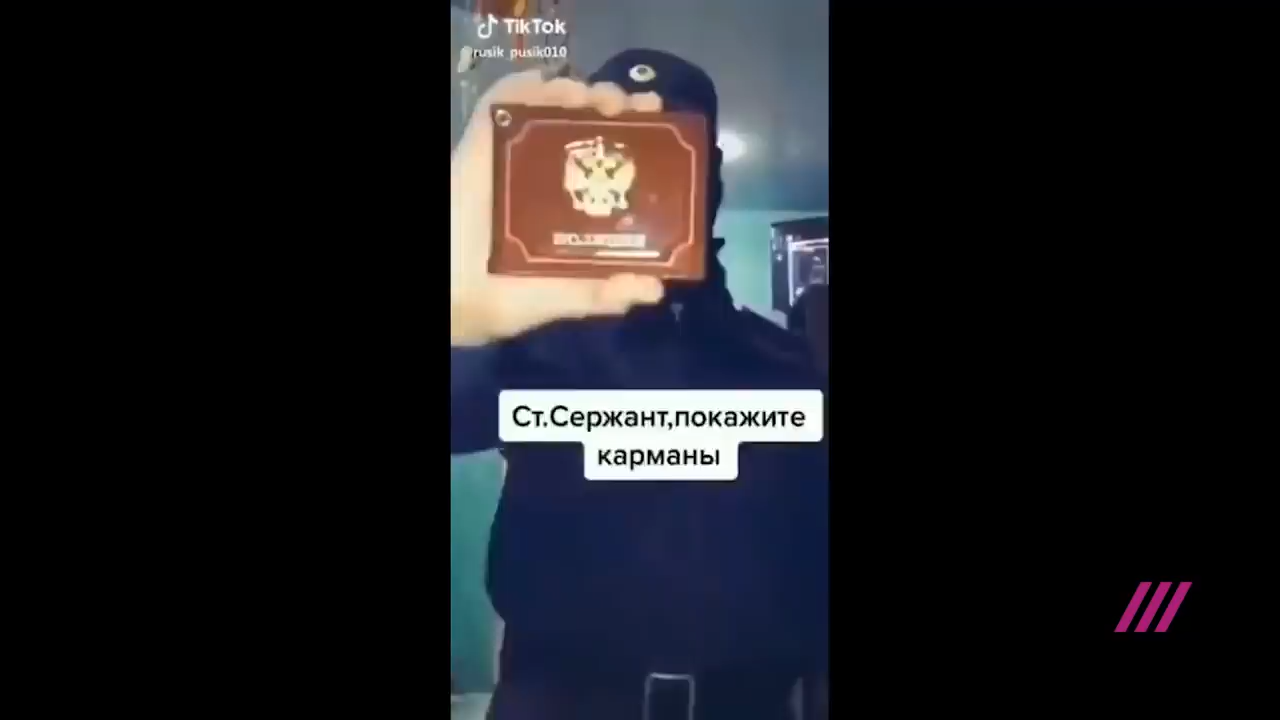 TikTok
@rusik_pusik010
Ст.Сержант,покажите
карманы